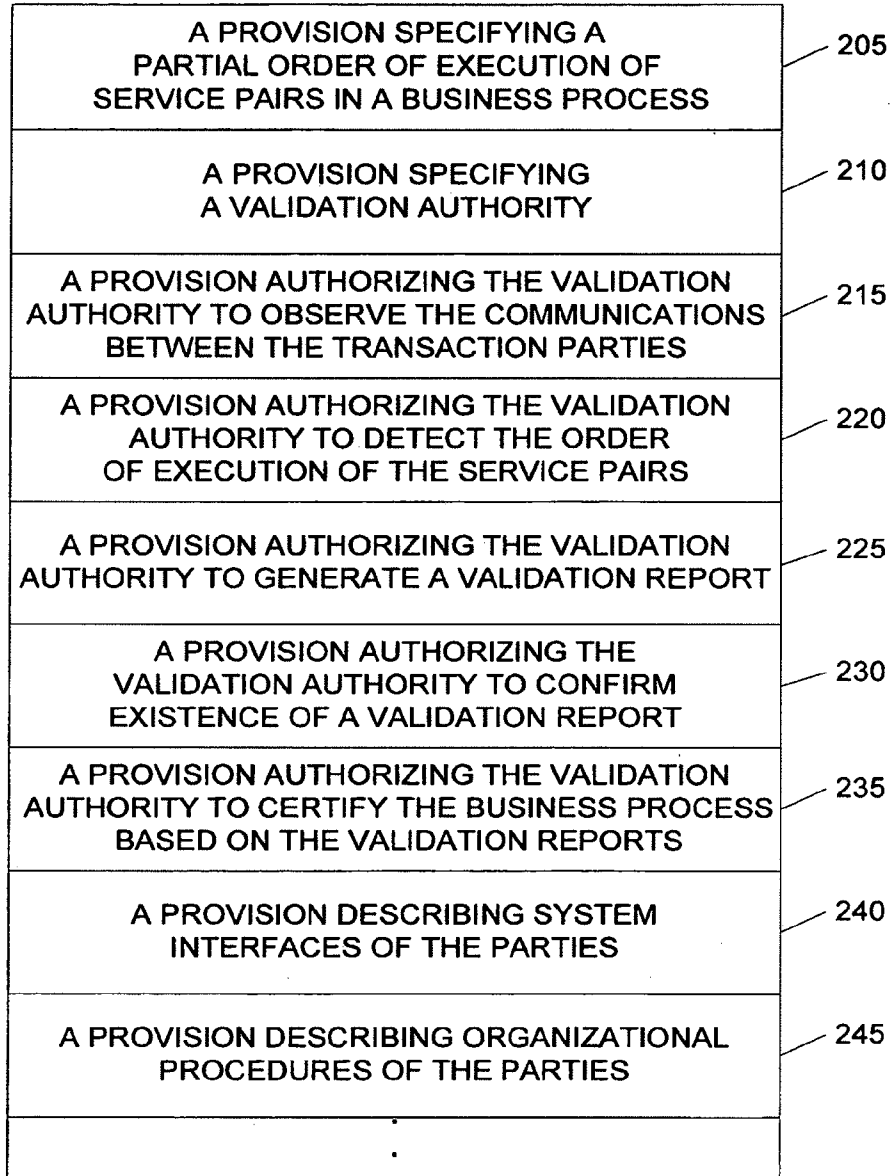 A PROVISION SPECIFYING A
PARTIAL ORDER OF EXECUTION OF
SERVICE PAIRS IN A BUSINESS PROCESS
205
A PROVISION SPECIFYING
A VALIDATION AUTHORITY
210
A PROVISION AUTHORIZING THE VALIDATION
AUTHORITY TO OBSERVE THE COMMUNICATIONS
BETWEEN THE TRANSACTION PARTIES
215
A PROVISION AUTHORIZING THE VALIDATION
AUTHORITY TO DETECT THE ORDER
OF EXECUTION OF THE SERVICE PAIRS
220
A PROVISION AUTHORIZING THE VALIDATION
AUTHORITY TO GENERATE A VALIDATION REPORT
225
A PROVISION AUTHORIZING THE
VALIDATION AUTHORITY TO CONFIRM
EXISTENCE OF A VALIDATION REPORT
230
A PROVISION AUTHORIZING THE VALIDATION
AUTHORITY TO CERTIFY THE BUSINESS PROCESS
BASED ON THE VALIDATION REPORTS
235
A PROVISION DESCRIBING SYSTEM
INTERFACES OF THE PARTIES
240
A PROVISION DESCRIBING ORGANIZATIONAL
PROCEDURES OF THE PARTIES
245